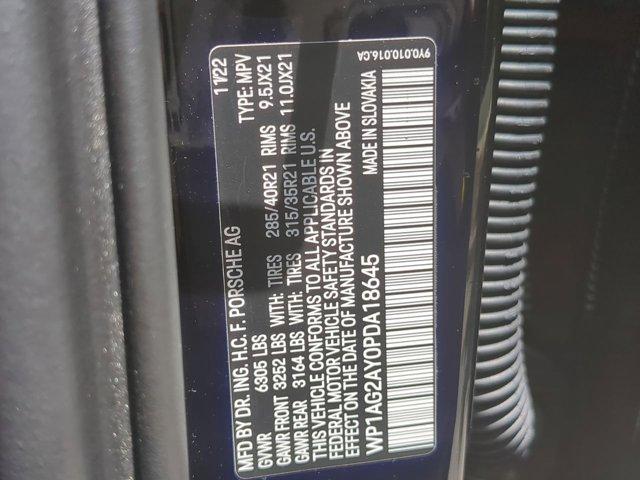 MFD BY DR. ING. H.C. F. PORSCHE AG 11/22
GVWR 6305 LBS TYPE: MPV
GAWR FRONT 3252 LBS WITH: TIRES 285/40R21 RIMS 9.5JX21
GAWR REAR 3164 LBS WITH: TIRES 315/35R21 RIMS 11.0JX21
THIS VEHICLE CONFORMS TO ALL APPLICABLE U.S.
FEDERAL MOTOR VEHICLE SAFETY STANDARDS IN
EFFECT ON THE DATE OF MANUFACTURE SHOWN ABOVE
WP1AG2AY0PDA18645 MADE IN SLOVAKIA
9Y0.010.016.CA